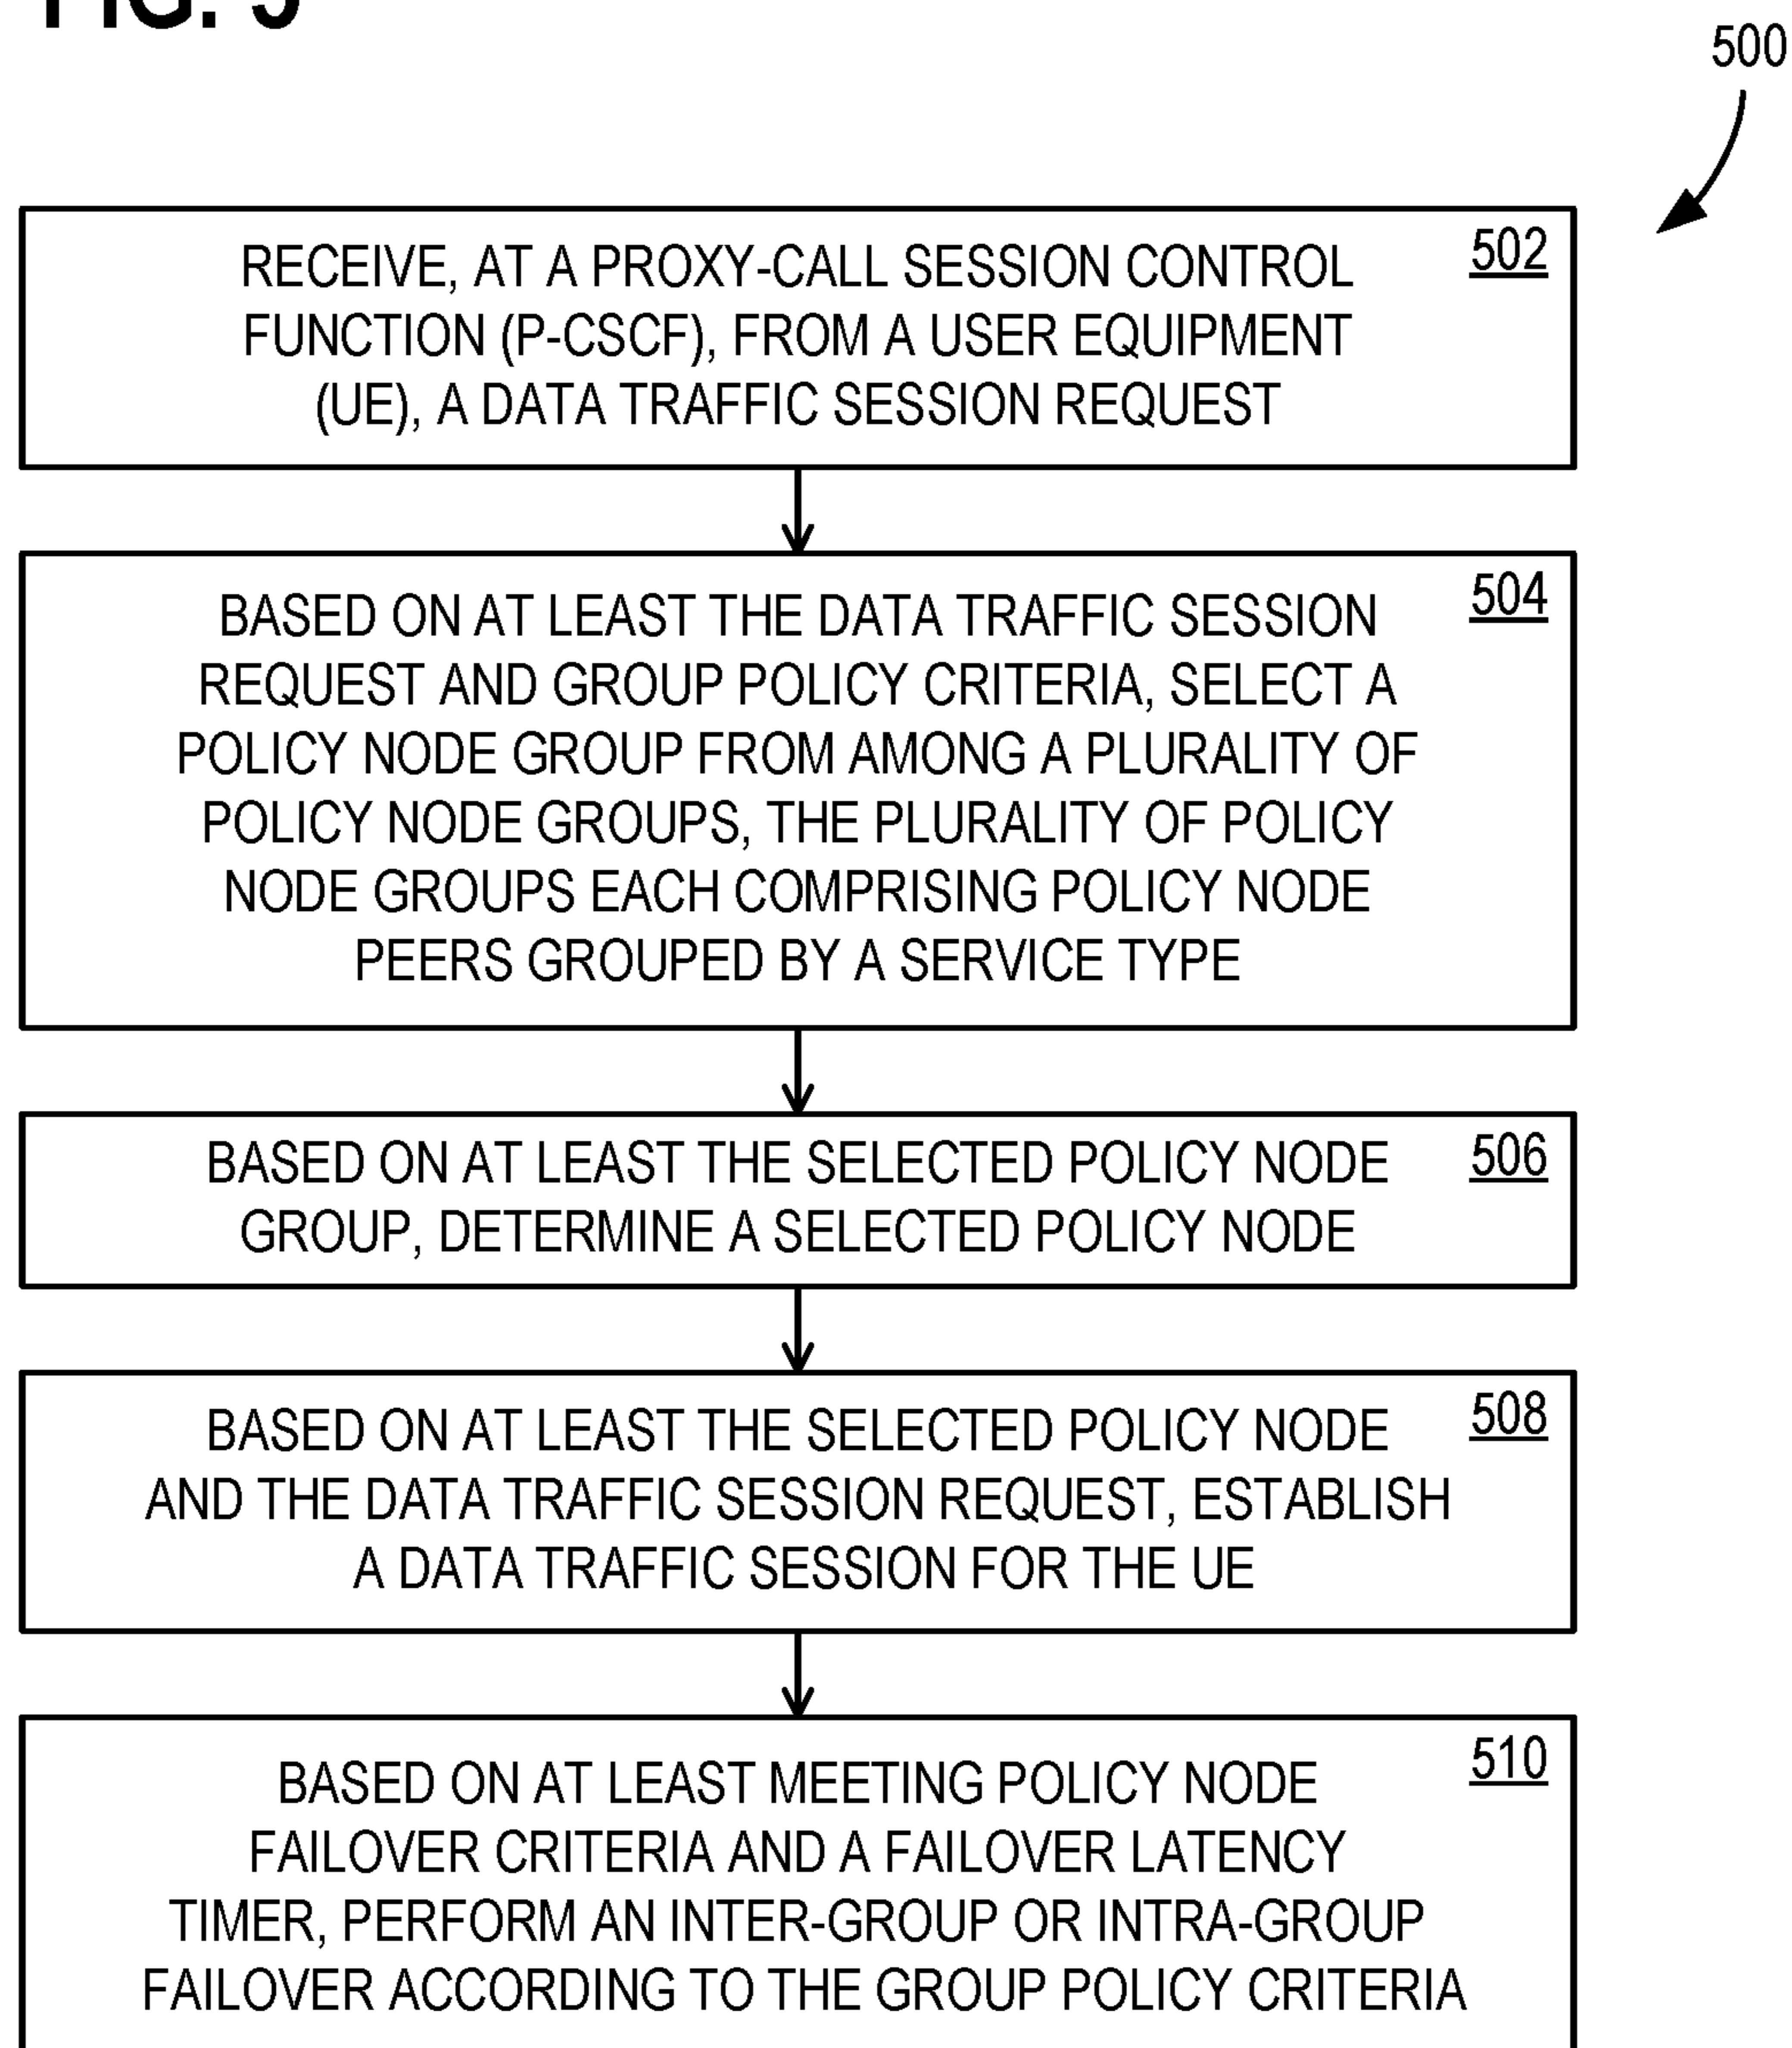 FIG. 5
500
502
RECEIVE, AT A PROXY-CALL SESSION CONTROL
FUNCTION (P-CSCF), FROM A USER EQUIPMENT
(UE), A DATA TRAFFIC SESSION REQUEST
504
BASED ON AT LEAST THE DATA TRAFFIC SESSION
REQUEST AND GROUP POLICY CRITERIA, SELECT A
POLICY NODE GROUP FROM AMONG A PLURALITY OF
POLICY NODE GROUPS, THE PLURALITY OF POLICY
NODE GROUPS EACH COMPRISING POLICY NODE
PEERS GROUPED BY A SERVICE TYPE
506
BASED ON AT LEAST THE SELECTED POLICY NODE
GROUP, DETERMINE A SELECTED POLICY NODE
508
BASED ON AT LEAST THE SELECTED POLICY NODE
AND THE DATA TRAFFIC SESSION REQUEST, ESTABLISH
A DATA TRAFFIC SESSION FOR THE UE
510
BASED ON AT LEAST MEETING POLICY NODE
FAILOVER CRITERIA AND A FAILOVER LATENCY
TIMER, PERFORM AN INTER-GROUP OR INTRA-GROUP
FAILOVER ACCORDING TO THE GROUP POLICY CRITERIA